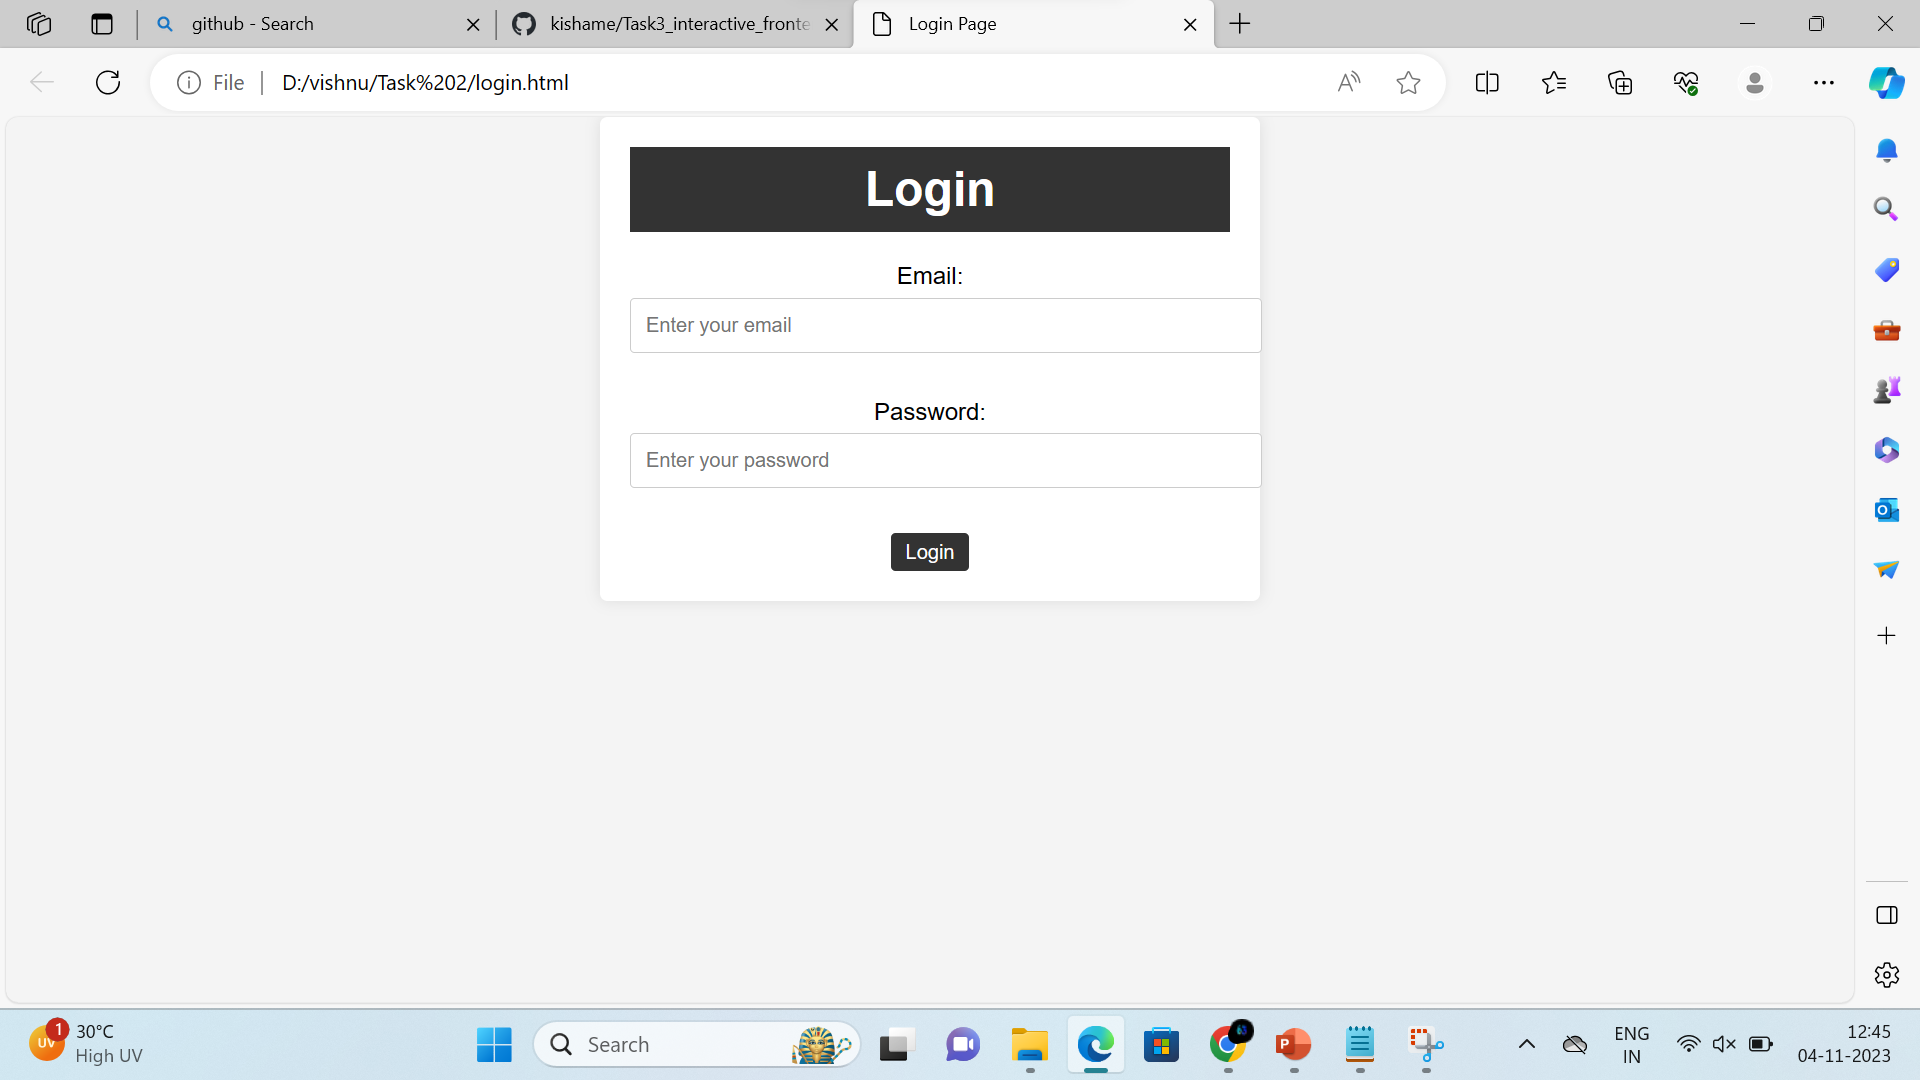 github - Search
kishame/Task3_interactive_fronte
Login Page
File
D:/vishnu/Task%202/login.html
Login
Email:
Enter your email
Password:
Enter your password
Login
1
UV
30°C
High UV
Search
ENG
IN
12:45
04-11-2023